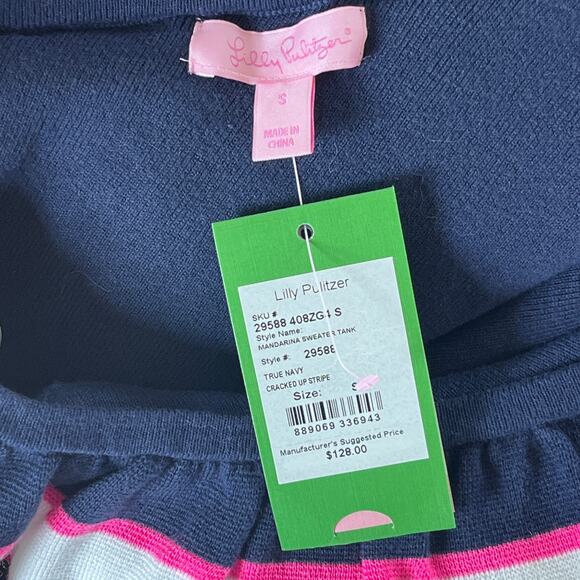 Lilly Pulitzer®
S
MADE IN
CHINA
Lilly Pulitzer
SKU #
29588 408ZG4 S
Style Name:
MANDARINA SWEATER TANK
Style #: 29588
TRUE NAVY
CRACKED UP STRIPE
Size: S
889069 336943
Manufacturer's Suggested Price
$128.00